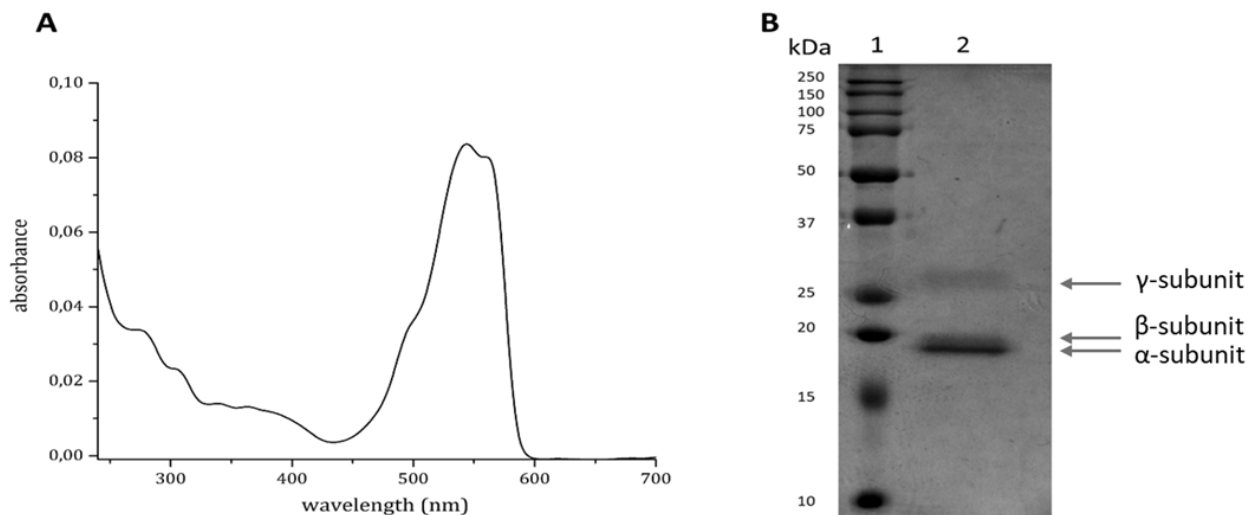 A
absorbance
0,10
0,08
0,06
0,04
0,02
0,00
300
400
500
600
700
wavelength (nm)
B
kDa
1
2
250
150
100
75
50
37
25
20
15
10
γ-subunit
β-subunit
α-subunit